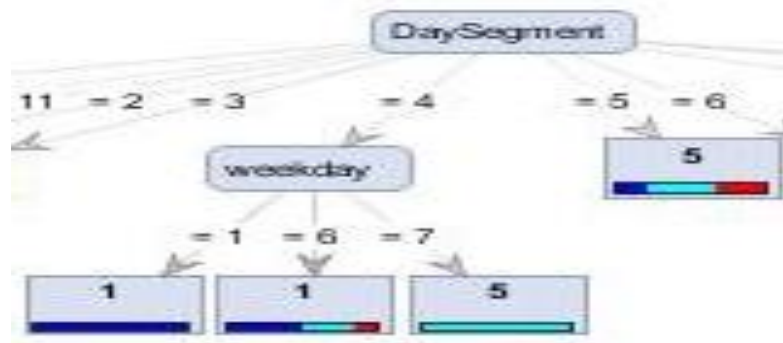 DaySegment
11 = 2 = 3 = 4 = 5 = 6
5
weekday
= 1 = 6 = 7
1 1 5